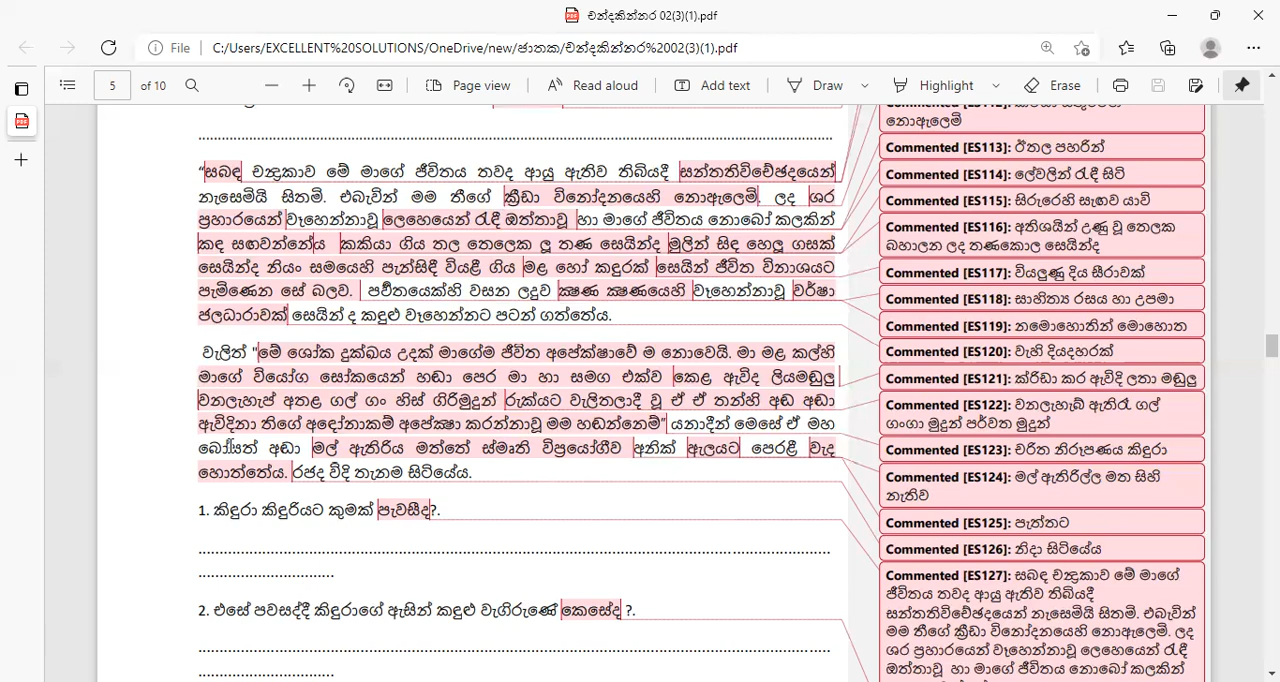 චන්දකින්නර 02(3)(1).pdf
File C:/Users/EXCELLENT%20SOLUTIONS/OneDrive/new/ජාතක/චන්දකින්නර%2002(3)(1).pdf
5 of 10 Page view Read aloud Add text Draw Highlight Erase
....................................................................................................................................
“සබඳ චන්‍ද්‍රකාව මේ මාගේ ජීවිතය තවද ආයු ඇතිව තිබියදී සන්තතිවිච්ඡේදයෙන්
නැසෙමියි සිතමි. එබැවින් මම තීගේ ක්‍රීඩා විනෝදනයෙහි නොඇලෙමි. ලද ශර
ප්‍රහාරයෙන් වෑහෙන්නාවූ ලෙහෙයෙන් රැඳී ඔත්තාවූ හා මාගේ ජීවිතය නොබෝ කලකින්
කඳ සඟවන්නේය කකියා ගිය තල තෙලෙක ලූ තණ සෙයින්ද මුලින් සිඳ හෙලූ ගසක්
සෙයින්ද නියං සමයෙහි පැන්සිඳී වියළී ගිය මළ හෝ කඳුරක් සෙයින් ජීවිත විනාශයට
පැමිණෙන සේ බලව. පර්‍වතයෙක්හි වසන ලදුව ක්ෂණ ක්ෂණයෙහි වෑහෙන්නාවූ වර්ෂා
ජලධාරාවක් සෙයින් ද කඳුළු වෑහෙන්නට පටන් ගත්තේය.
වැලිත් "මේ ශෝක දුක්ඛය උදක් මාගේම ජීවිත අපේක්ෂාවේ ම නොවෙයි. මා මළ කල්හි
මාගේ වියෝග සෝකයෙන් හඬා පෙර මා හා සමග එක්ව කෙළ ඇවිද ලියමඬුලු
වනලැහැප් අතළ ගල් ගං හිස් ගිරිමුදුන් රුක්යට වැලිතලාදී වූ ඒ ඒ තන්හි අඬ අඬා
ඇවිදිනා තිගේ අඳෝනාකම් අපේක්ෂා කරන්නාවූ මම හඬන්නෙමි” යනාදීන් මෙසේ ඒ මහ
බෝසත් අඬා මල් ඇතිරිය මත්තේ ස්මෘති විප්‍රයෝගීව අනික් ඇලයට පෙරළී වැද
හොත්තේය. රජද විදි තැනම සිටියේය.
1. කිඳුරා කිඳුරියට කුමක් පැවසීද?.
....................................................................................................................................
............................
2. එසේ පවසද්දී කිඳුරාගේ ඇසින් කඳුළු වැගිරුණේ කෙසේද ?.
....................................................................................................................................
............................
නොඇලෙමි
Commented [ES113]: ඊතල පහරින්
Commented [ES114]: ලේවලින් රැඳී සිටි
Commented [ES115]: සිරුරෙහි සැඟව යාවි
Commented [ES116]: අතිශයින් උණු වූ තෙලක
බහාලන ලද තණකොල සෙයින්ද
Commented [ES117]: වියලුණු දිය සීරාවක්
Commented [ES118]: සාහිත්‍ය රසය හා උපමා
Commented [ES119]: නමොහොතින් මොහොත
Commented [ES120]: වැහි දියදහරක්
Commented [ES121]: ක්රීඩා කර ඇවිදි ලතා මඬුලු
Commented [ES122]: වනලැහැබ් ඇතිරැ ගල්
ගංගා මුදුන් පර්වත මුදුන්
Commented [ES123]: චරිත නිරූපණය කිඳුරා
Commented [ES124]: මල් ඇතිරිල්ල මත සිහි
නැතිව
Commented [ES125]: පැත්තට
Commented [ES126]: නිදා සිටියේය
Commented [ES127]: සබඳ චන්‍ද්‍රකාව මේ මාගේ
ජීවිතය තවද ආයු ඇතිව තිබියදී
සන්තතිවිච්ඡේදයෙන් නැසෙමියි සිතමි. එබැවින්
මම තීගේ ක්‍රීඩා විනෝදනයෙහි නොඇලෙමි. ලද
ශර ප්‍රහාරයෙන් වෑහෙන්නාවූ ලෙහෙයෙන් රැඳී
ඔත්තාවූ හා මාගේ ජීවිතය නොබෝ කලකින්